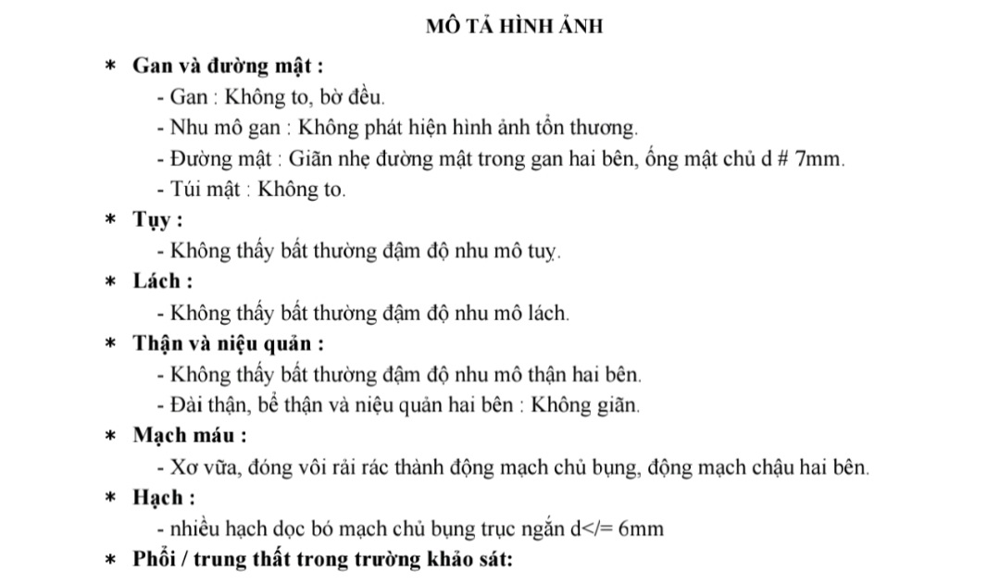 MÔ TẢ HÌNH ẢNH
* Gan và đường mật :
- Gan : Không to, bờ đều.
- Nhu mô gan : Không phát hiện hình ảnh tổn thương.
- Đường mật : Giãn nhẹ đường mật trong gan hai bên, ống mật chủ d # 7mm.
- Túi mật : Không to.
* Tụy :
- Không thấy bất thường đậm độ nhu mô tuỵ.
* Lách :
- Không thấy bất thường đậm độ nhu mô lách.
* Thận và niệu quản :
- Không thấy bất thường đậm độ nhu mô thận hai bên.
- Đài thận, bể thận và niệu quản hai bên : Không giãn.
* Mạch máu :
- Xơ vữa, đóng vôi rải rác thành động mạch chủ bụng, động mạch chậu hai bên.
* Hạch :
- nhiều hạch dọc bó mạch chủ bụng trục ngắn d</= 6mm
* Phổi / trung thất trong trường khảo sát: